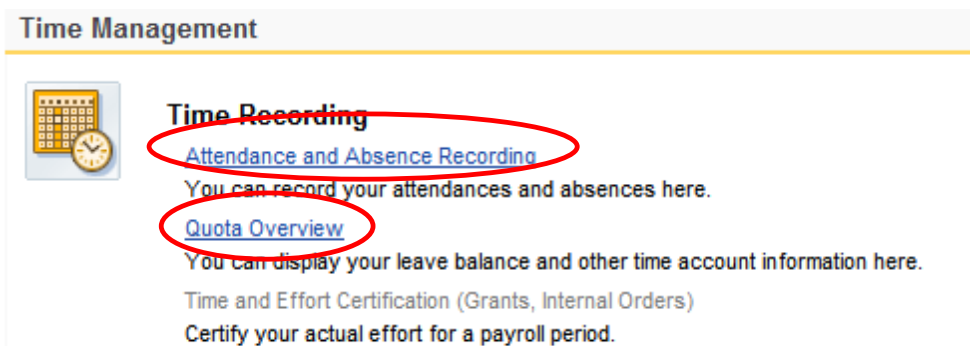 Time Management
Time Recording
Attendance and Absence Recording
You can record your attendances and absences here.
Quota Overview
You can display your leave balance and other time account information here.
Time and Effort Certification (Grants, Internal Orders)
Certify your actual effort for a payroll period.